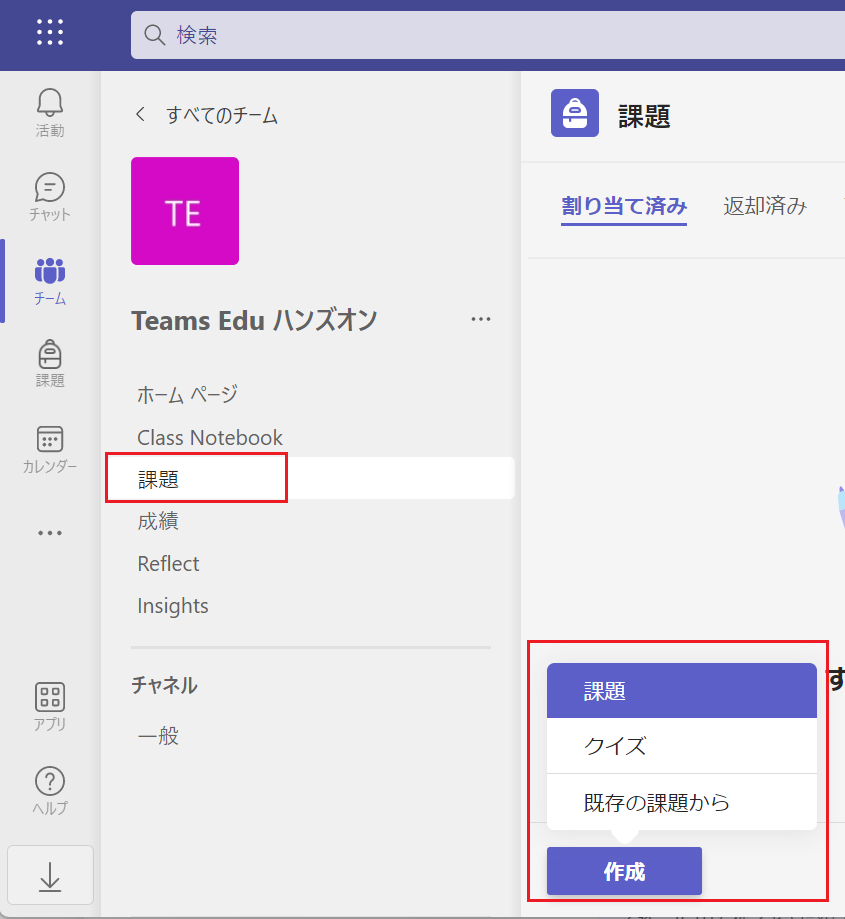 検索
活動
チャット
チーム
課題
カレンダー
アプリ
ヘルプ
すべてのチーム
TE
Teams Edu ハンズオン
ホーム ページ
Class Notebook
課題
成績
Reflect
Insights
チャネル
一般
課題
割り当て済み 返却済み
す
課題
クイズ
既存の課題から
作成